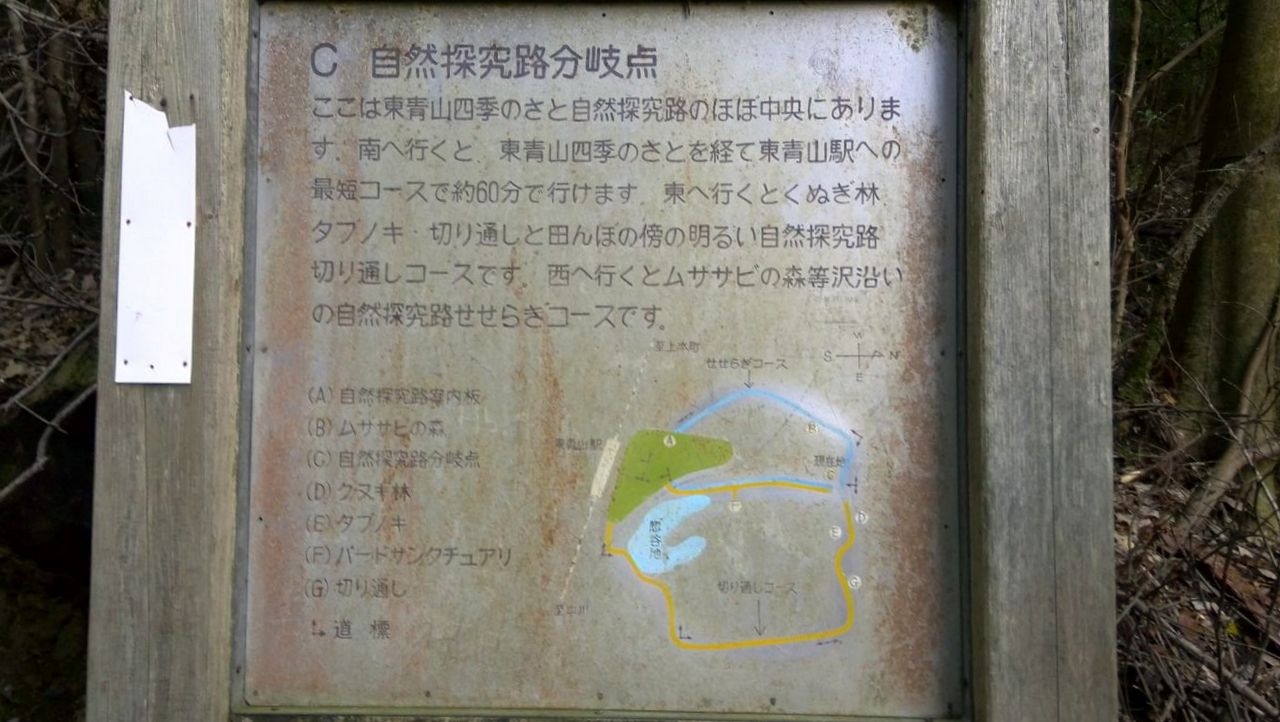 C 自然探究路分岐点
ここは東青山四季のさと自然探究路のほぼ中央にありま
す．南へ行くと．東青山四季のさとを経て東青山駅への
最短コースで約60分で行けます．東へ行くとくぬぎ林．
タブノキ・切り通しと田んぼの傍の明るい自然探究路
切り通しコースです。西へ行くとムササビの森等沢沿い
の自然探究路せせらぎコースです。
至上本町
せせらぎコース
W
S N
E
(A) 自然探究路案内板
(B) ムササビの森
(C) 自然探究路分岐点
(D) クヌギ林
(E) タブノキ
(F) バードサンクチュアリ
(G) 切り通し
道 標
東青山駅
A
B
現在地
C
D
E
F
G
惣谷池
切り通しコース